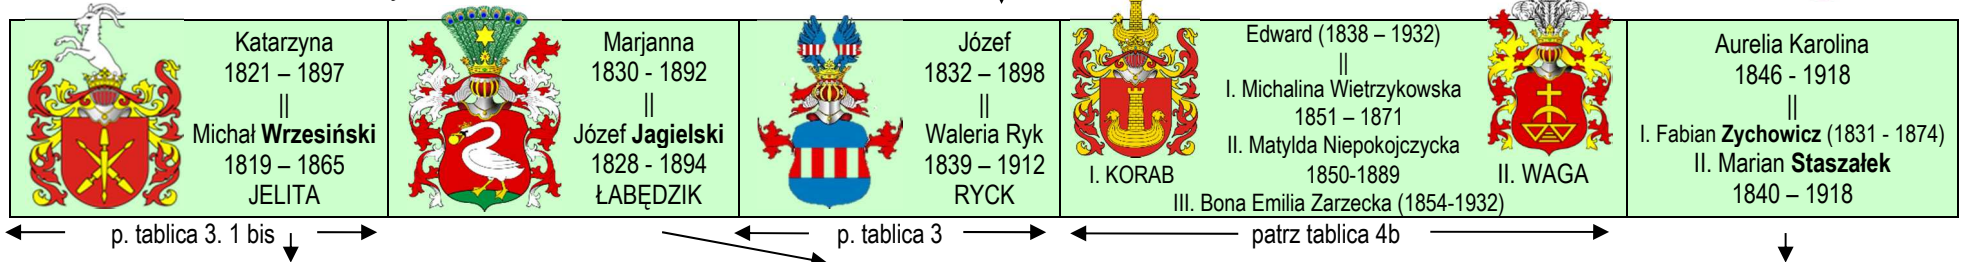 Katarzyna
1821 – 1897
||
Michał Wrzesiński
1819 – 1865
JELITA
Marjanna
1830 - 1892
||
Józef Jagielski
1828 - 1894
ŁABĘDZIK
Józef
1832 – 1898
||
Waleria Ryk
1839 – 1912
RYCK
Edward (1838 – 1932)
||
I. Michalina Wietrzykowska
1851 – 1871
II. Matylda Niepokojczycka
1850-1889
III. Bona Emilia Zarzecka (1854-1932)
I. KORAB
II. WAGA
Aurelia Karolina
1846 - 1918
||
I. Fabian Zychowicz (1831 - 1874)
II. Marian Staszałek
1840 – 1918
p. tablica 3. 1 bis
p. tablica 3
patrz tablica 4b